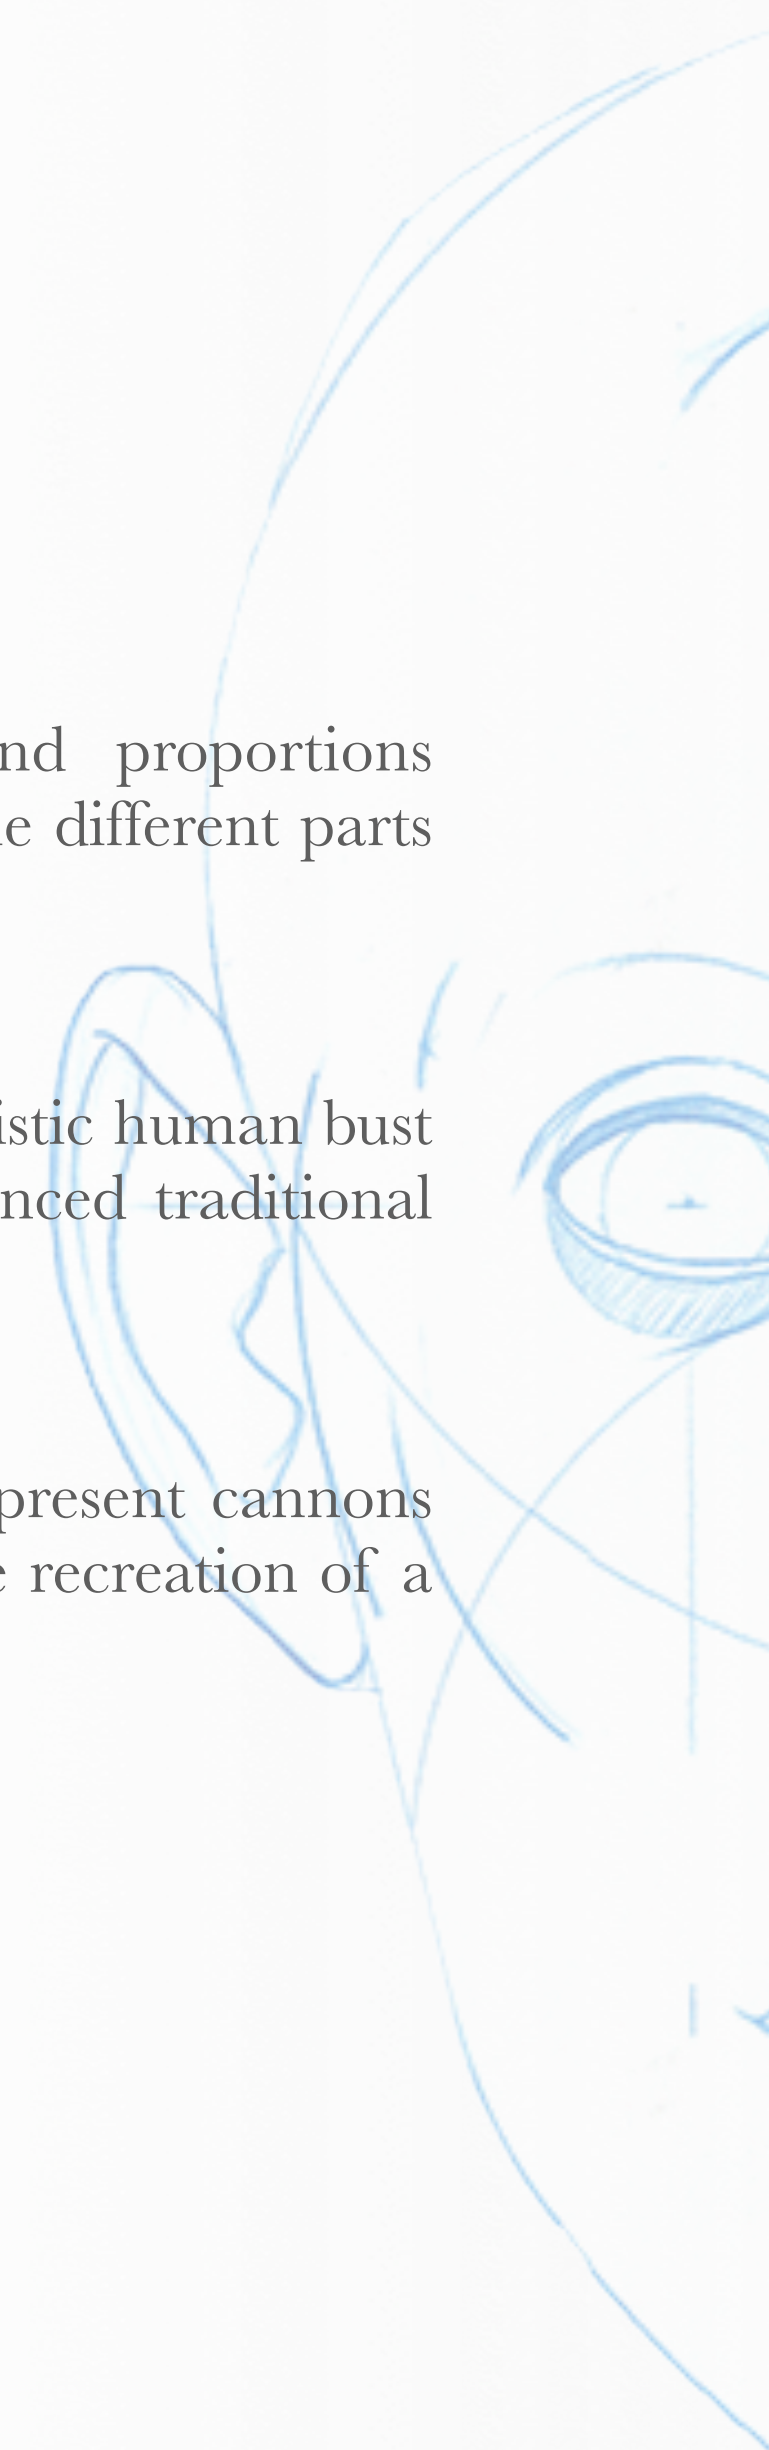 nd proportions
e different parts
istic human bust
nced traditional
present cannons
e recreation of a